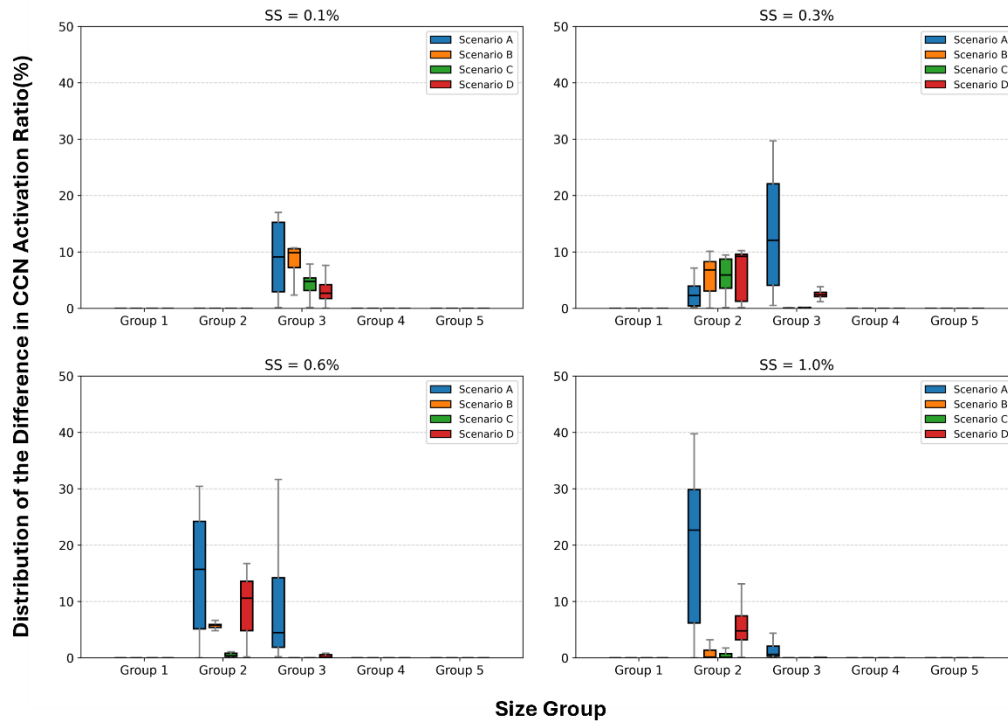 Distribution of the Difference in CCN Activation Ratio(%)
SS = 0.1%
50
40
30
20
10
0
Scenario A
Scenario B
Scenario C
Scenario D
Group 1 Group 2 Group 3 Group 4 Group 5
SS = 0.3%
50
40
30
20
10
0
Scenario A
Scenario B
Scenario C
Scenario D
Group 1 Group 2 Group 3 Group 4 Group 5
SS = 0.6%
50
40
30
20
10
0
Scenario A
Scenario B
Scenario C
Scenario D
Group 1 Group 2 Group 3 Group 4 Group 5
SS = 1.0%
50
40
30
20
10
0
Scenario A
Scenario B
Scenario C
Scenario D
Group 1 Group 2 Group 3 Group 4 Group 5
Size Group